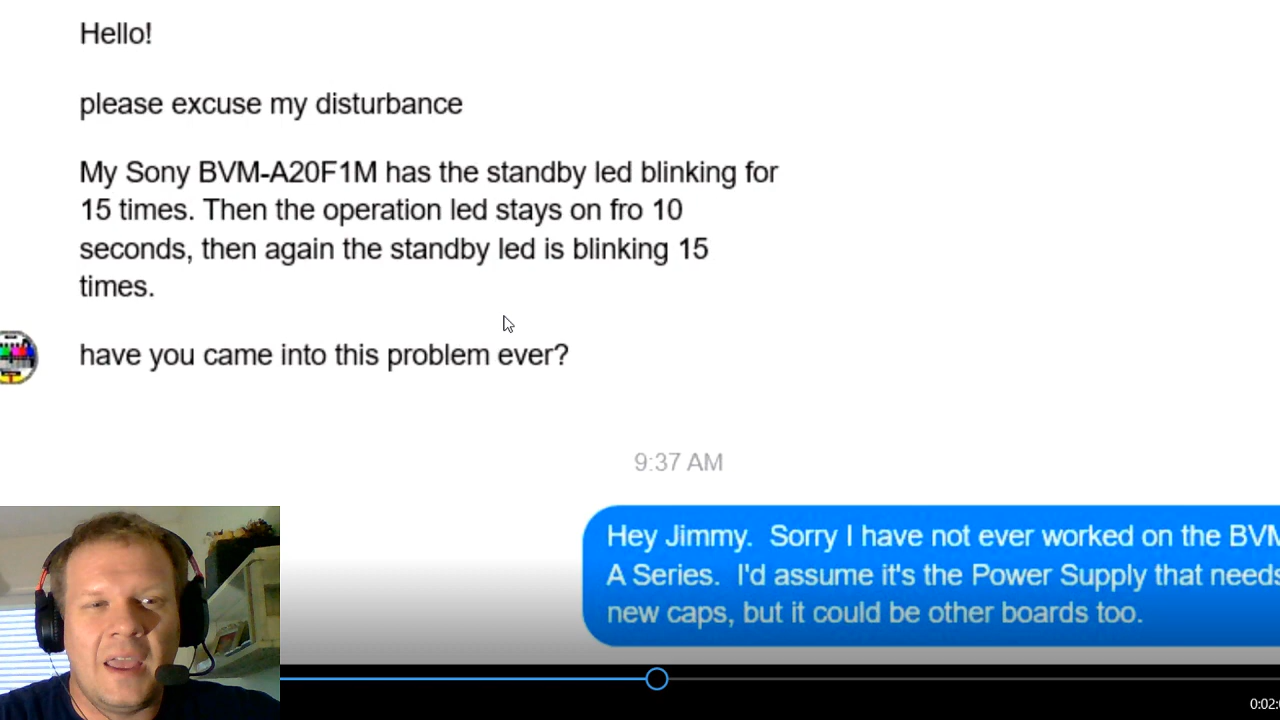 Hello!
please excuse my disturbance
My Sony BVM-A20F1M has the standby led blinking for
15 times. Then the operation led stays on fro 10
seconds, then again the standby led is blinking 15
times.
have you came into this problem ever?
9:37 AM
Hey Jimmy.  Sorry I have not ever worked on the BVM
A Series.  I'd assume it's the Power Supply that needs
new caps, but it could be other boards too.
0:02: